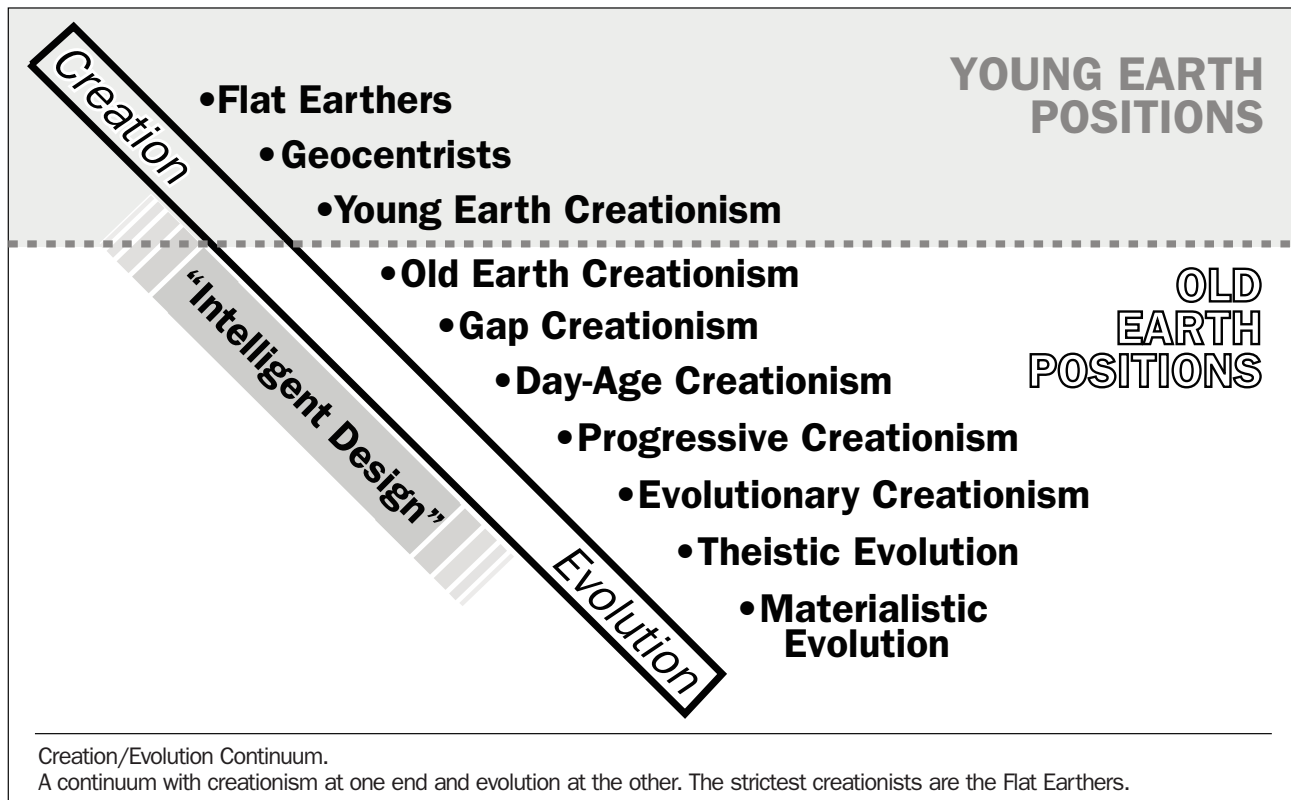 Creation
•Flat Earthers
•Geocentrists
•Young Earth Creationism
YOUNG EARTH
POSITIONS
•Old Earth Creationism
•Gap Creationism
•Day-Age Creationism
•Progressive Creationism
•Evolutionary Creationism
•Theistic Evolution
•Materialistic
Evolution
OLD
EARTH
POSITIONS
“Intelligent Design”
Evolution
Creation/Evolution Continuum.
A continuum with creationism at one end and evolution at the other. The strictest creationists are the Flat Earthers.